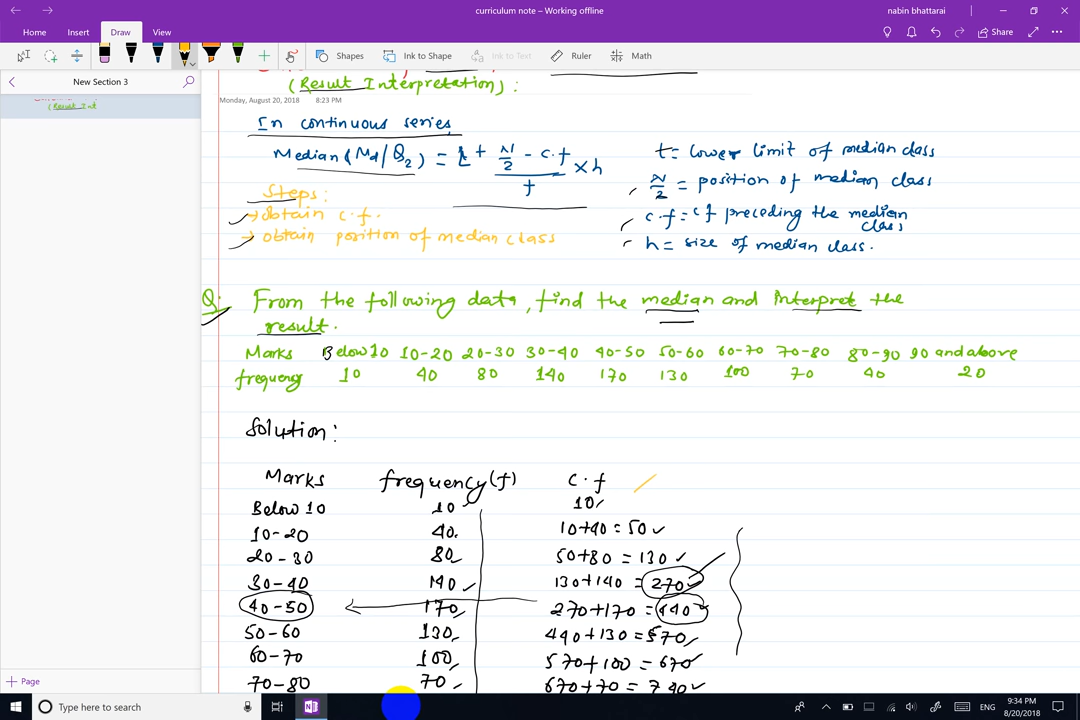 curriculum note – Working offline
nabin bhattarai
Home Insert Draw View
Share
Shapes Ink to Shape Ink to Text Ruler Math
New Section 3
(Result Int
(Result Interpretation) :
Monday, August 20, 2018 8:23 PM
In continuous series
Median (Md/Q2) = L + N/2 - c.f / f × h
L = lower limit of median class
N/2 = position of median class
c.f = cf preceding the median class
h = size of median class.
Steps:
→ obtain c.f.
→ obtain position of median class
Q. From the following data, find the median and interpret the
result.
Marks Below 10 10-20 20-30 30-40 40-50 50-60 60-70 70-80 80-90 90 and above
frequency 10 40 80 140 170 130 100 70 40 20
Solution:
Marks frequency(f) c.f
Below 10 10 10
10-20 40 10+40 = 50
20-30 80 50+80 = 130
30-40 140 130+140 = 270
40-50 170 270+170 = 440
50-60 130 440+130 = 570
60-70 100 570+100 = 670
70-80 70 670+70 = 740
Page
Type here to search
ENG
9:34 PM
8/20/2018